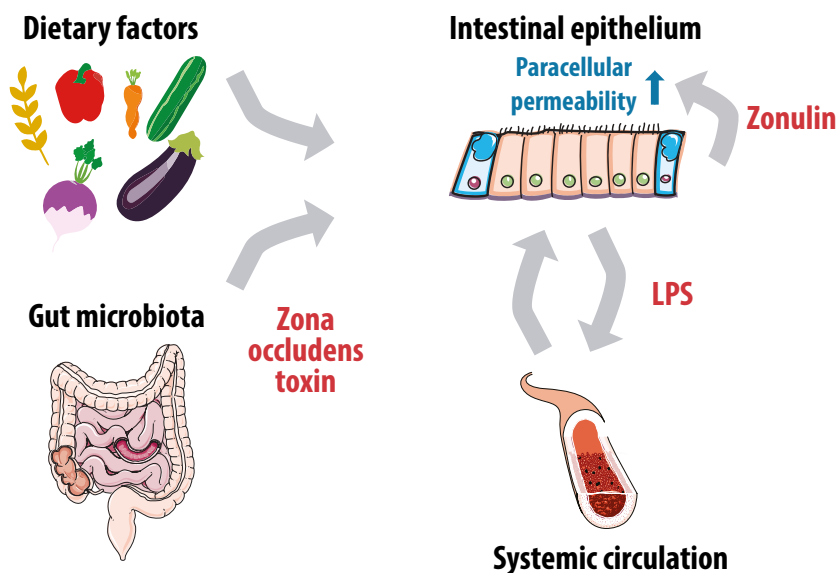 Dietary factors
Intestinal epithelium
Paracellular
permeability
Zonulin
Gut microbiota
Zona
occludens
toxin
LPS
Systemic circulation